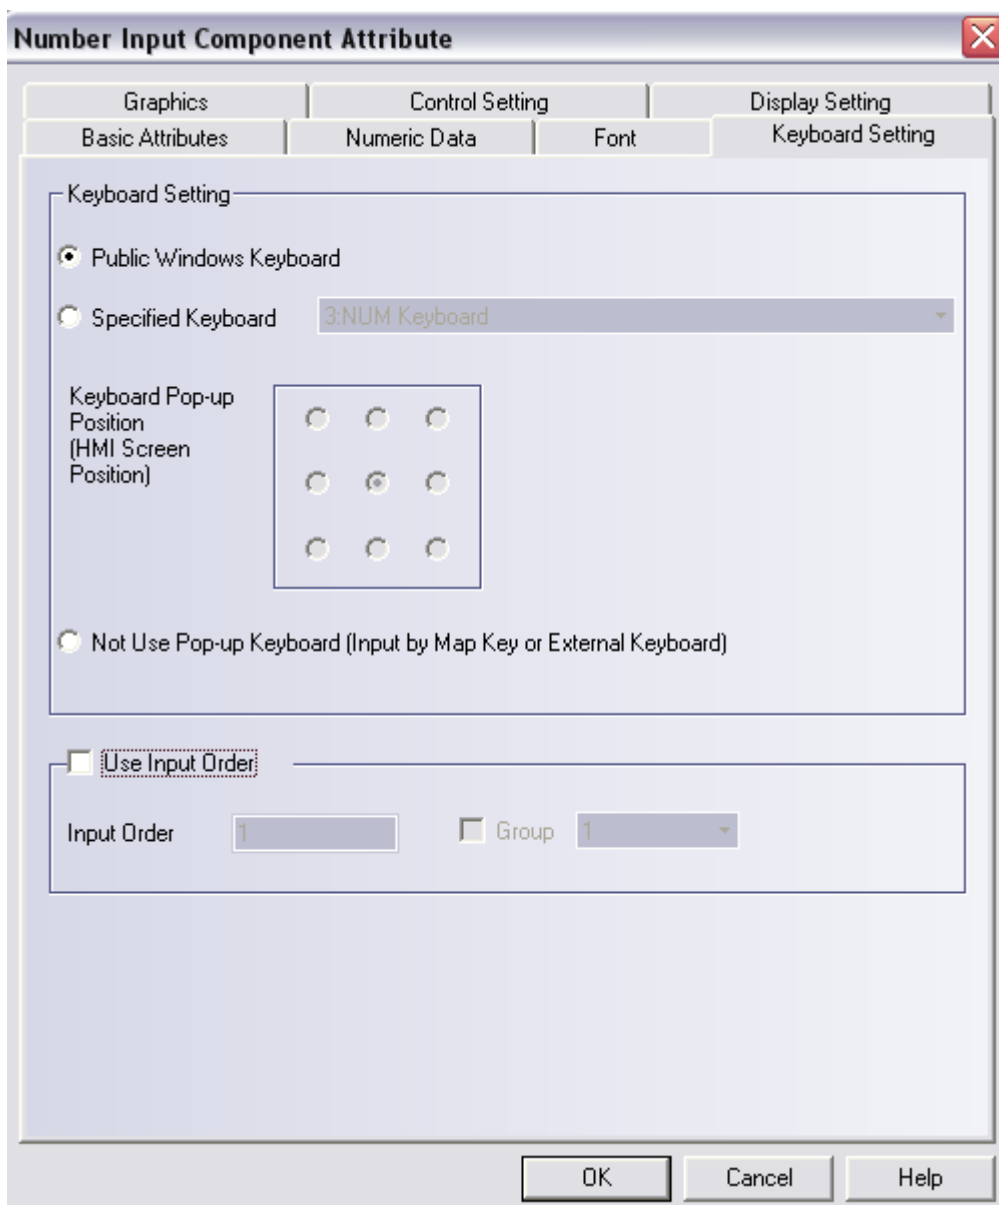 Number Input Component Attribute
Graphics
Control Setting
Display Setting
Basic Attributes
Numeric Data
Font
Keyboard Setting
Keyboard Setting
Public Windows Keyboard
Specified Keyboard
3:NUM Keyboard
Keyboard Pop-up
Position
(HMI Screen
Position)
Not Use Pop-up Keyboard (Input by Map Key or External Keyboard)
Use Input Order
Input Order
1
Group
1
OK
Cancel
Help